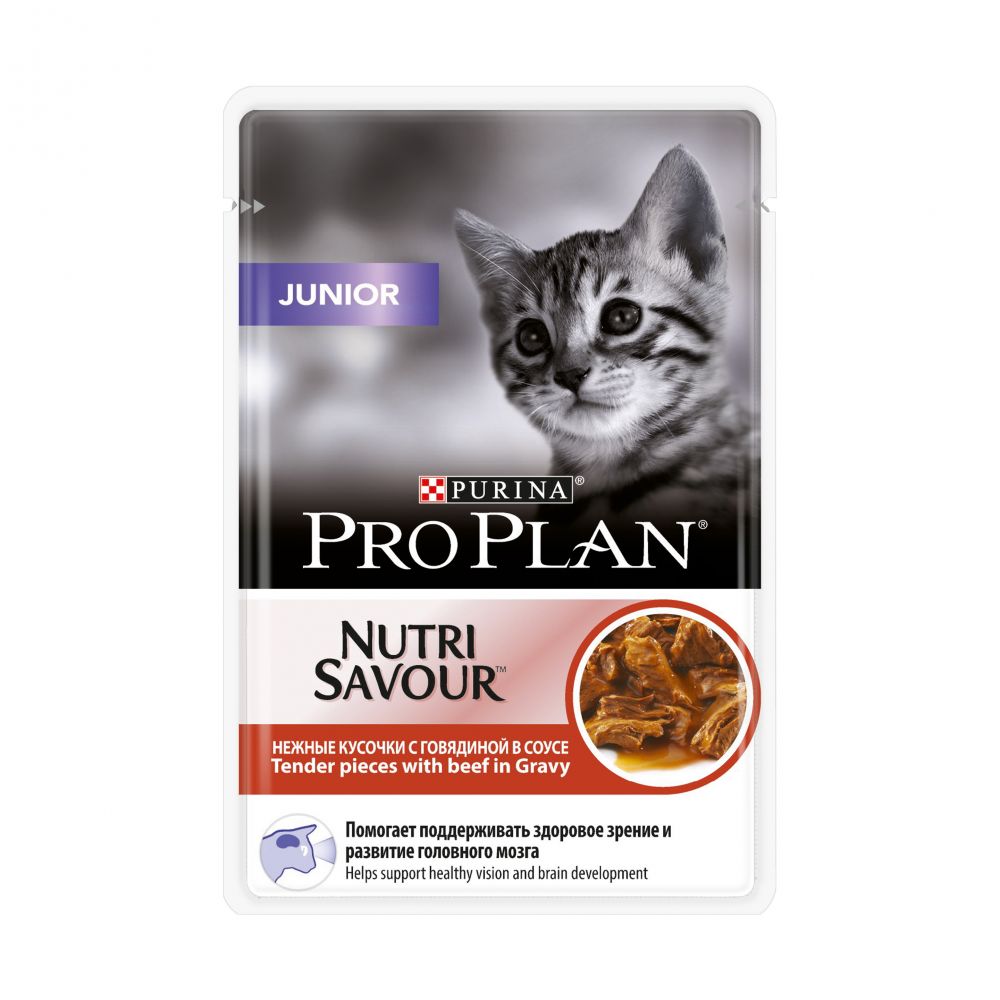 JUNIOR
PURINA®
PRO PLAN®
NUTRI
SAVOUR™
НЕЖНЫЕ КУСОЧКИ С ГОВЯДИНОЙ В СОУСЕ
Tender pieces with beef in Gravy
Помогает поддерживать здоровое зрение и
развитие головного мозга
Helps support healthy vision and brain development